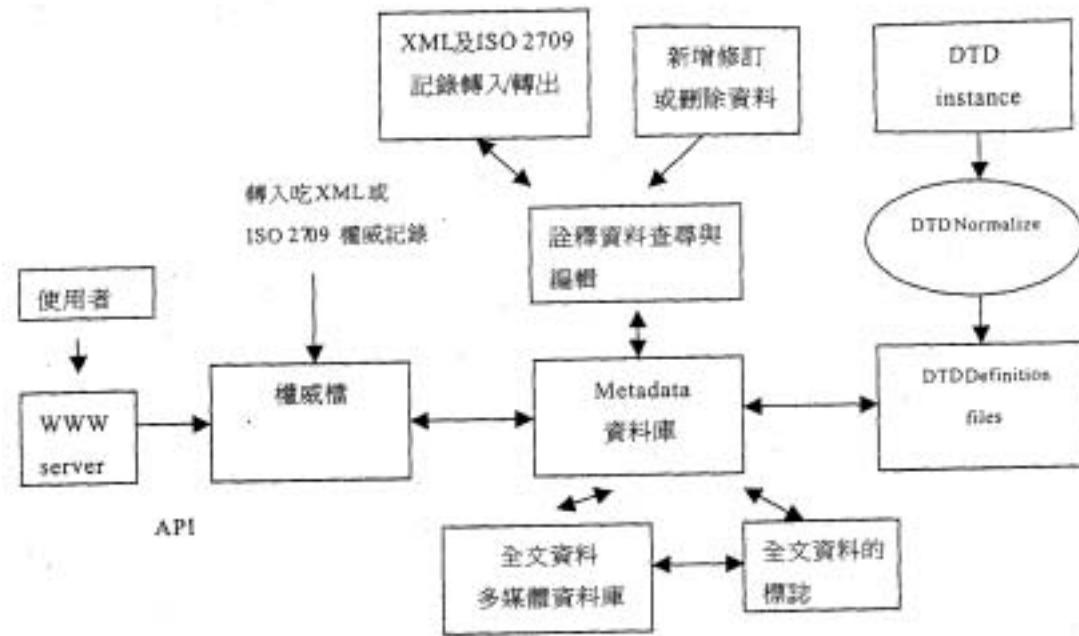 XML及ISO 2709
記錄轉入/轉出
新增修訂
或刪除資料
DTD
instance
轉入吃XML或
ISO 2709 權威記錄
詮釋資料查尋與
編輯
DTD Normalize
使用者
WWW
server
權威檔
Metadata
資料庫
DTD Definition
files
API
全文資料
多媒體資料庫
全文資料的
標誌